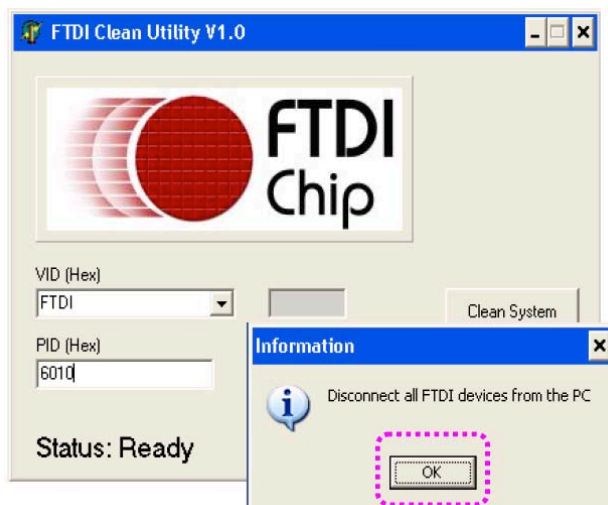 FTDI Clean Utility V1.0
FTDI
Chip
VID (Hex)
FTDI
Clean System
PID (Hex)
6010
Status: Ready
Information
Disconnect all FTDI devices from the PC
OK